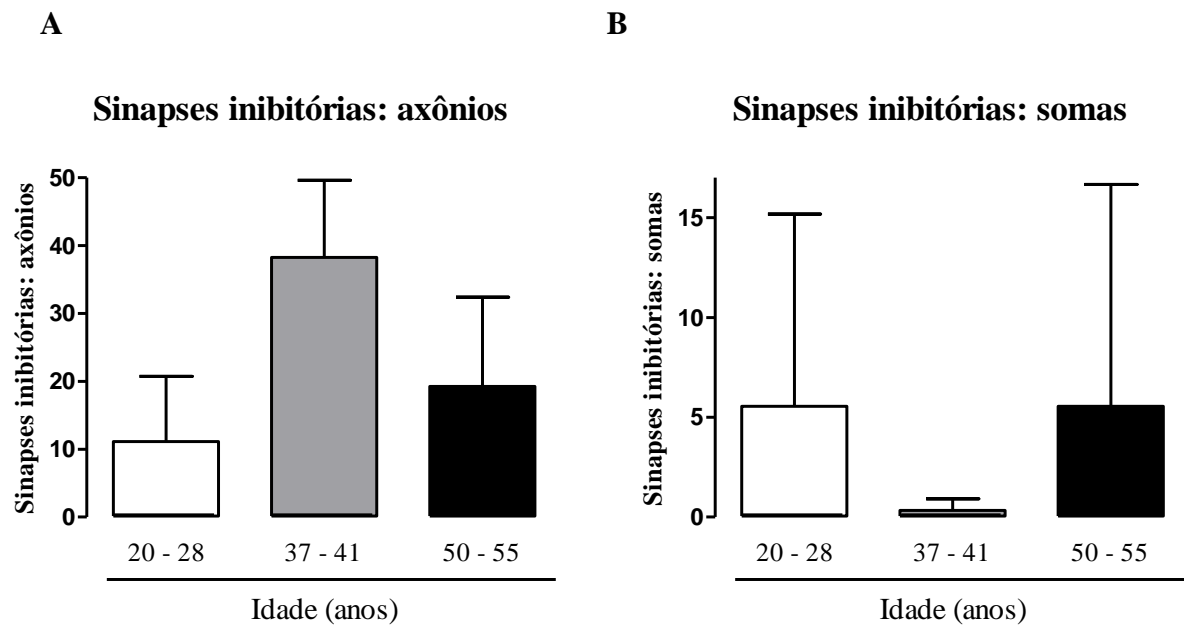 A
Sinapses inibitórias: axônios
Sinapses inibitórias: axônios
50
40
30
20
10
0
20 - 28
37 - 41
50 - 55
Idade (anos)
B
Sinapses inibitórias: somas
Sinapses inibitórias: somas
15
10
5
0
20 - 28
37 - 41
50 - 55
Idade (anos)